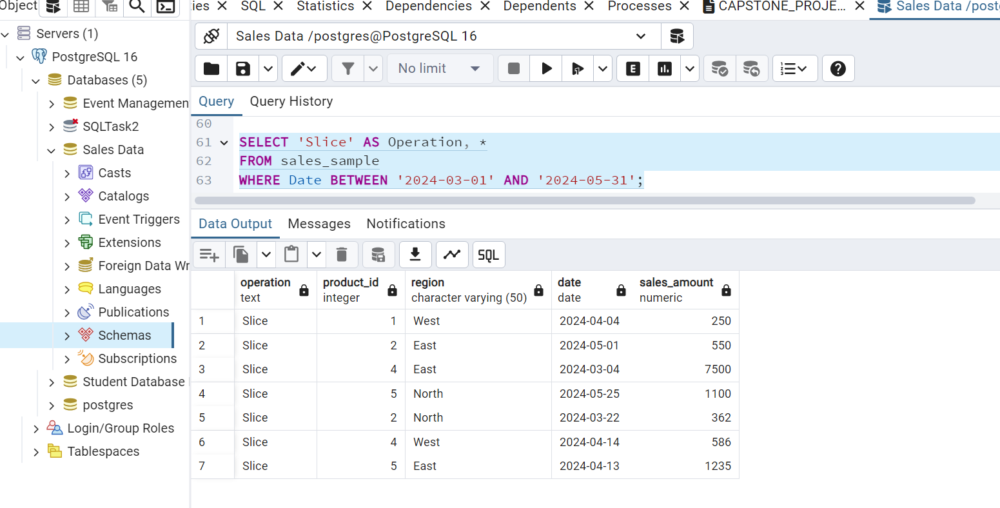 Object
ies × SQL × Statistics × Dependencies × Dependents × Processes × CAPSTONE_PROJE... × Sales Data /post
Servers (1)
PostgreSQL 16
Databases (5)
Event Managemen
SQLTask2
Sales Data
Casts
Catalogs
Event Triggers
Extensions
Foreign Data Wr
Languages
Publications
Schemas
Subscriptions
Student Database
postgres
Login/Group Roles
Tablespaces
Sales Data /postgres@PostgreSQL 16
No limit
E
Query Query History
60
61 SELECT 'Slice' AS Operation, *
62 FROM sales_sample
63 WHERE Date BETWEEN '2024-03-01' AND '2024-05-31';
Data Output Messages Notifications
SQL
operation product_id region date sales_amount
text integer character varying (50) date numeric
1 Slice 1 West 2024-04-04 250
2 Slice 2 East 2024-05-01 550
3 Slice 4 East 2024-03-04 7500
4 Slice 5 North 2024-05-25 1100
5 Slice 2 North 2024-03-22 362
6 Slice 4 West 2024-04-14 586
7 Slice 5 East 2024-04-13 1235